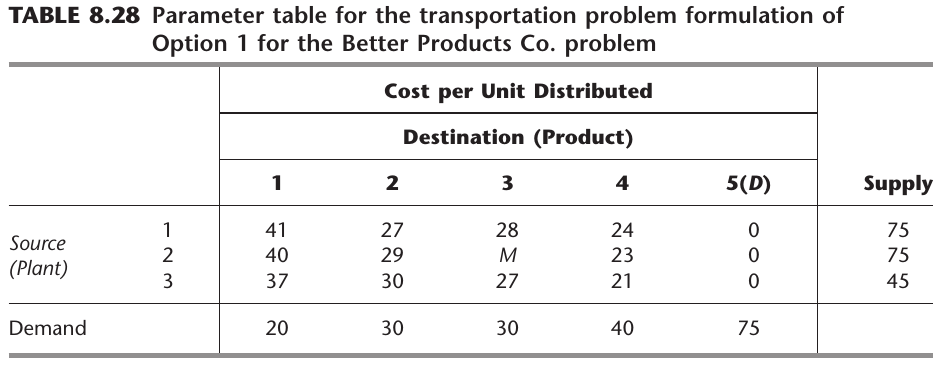 TABLE 8.28 Parameter table for the transportation problem formulation of
Option 1 for the Better Products Co. problem
Cost per Unit Distributed
Destination (Product)
1 2 3 4 5(D) Supply
1 41 27 28 24 0 75
Source
(Plant)
2 40 29 M 23 0 75
3 37 30 27 21 0 45
Demand 20 30 30 40 75